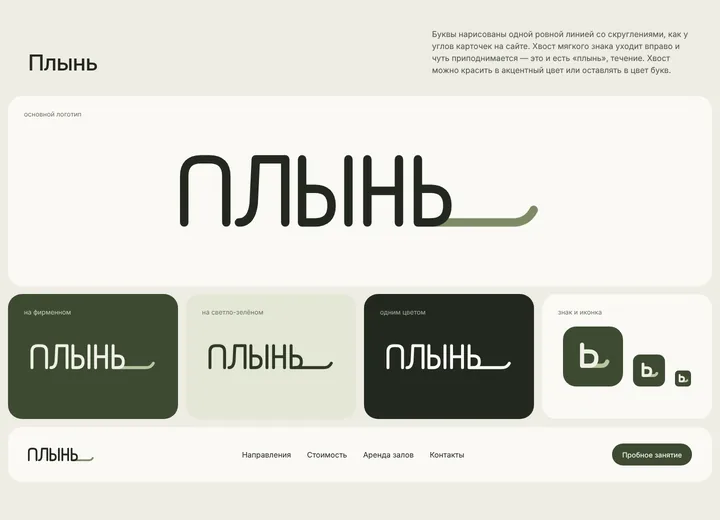 Плынь
Буквы нарисованы одной ровной линией со скруглениями, как у
углов карточек на сайте. Хвост мягкого знака уходит вправо и
чуть приподнимается — это и есть «плынь», течение. Хвост
можно красить в акцентный цвет или оставлять в цвет букв.
основной логотип
ПЛЫНЬ
на фирменном
ПЛЫНЬ
на светло-зелёном
ПЛЫНЬ
одним цветом
ПЛЫНЬ
знак и иконка
Ь
Ь
Ь
ПЛЫНЬ
Направления
Стоимость
Аренда залов
Контакты
Пробное занятие